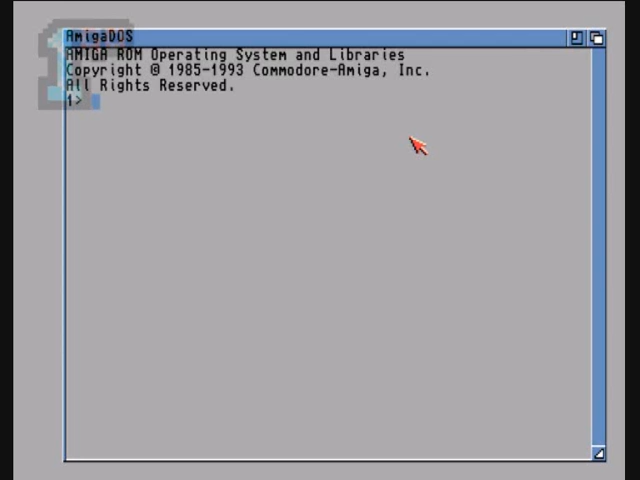 AmigaDOS
AMIGA ROM Operating System and Libraries
Copyright © 1985-1993 Commodore-Amiga, Inc.
All Rights Reserved.
1>